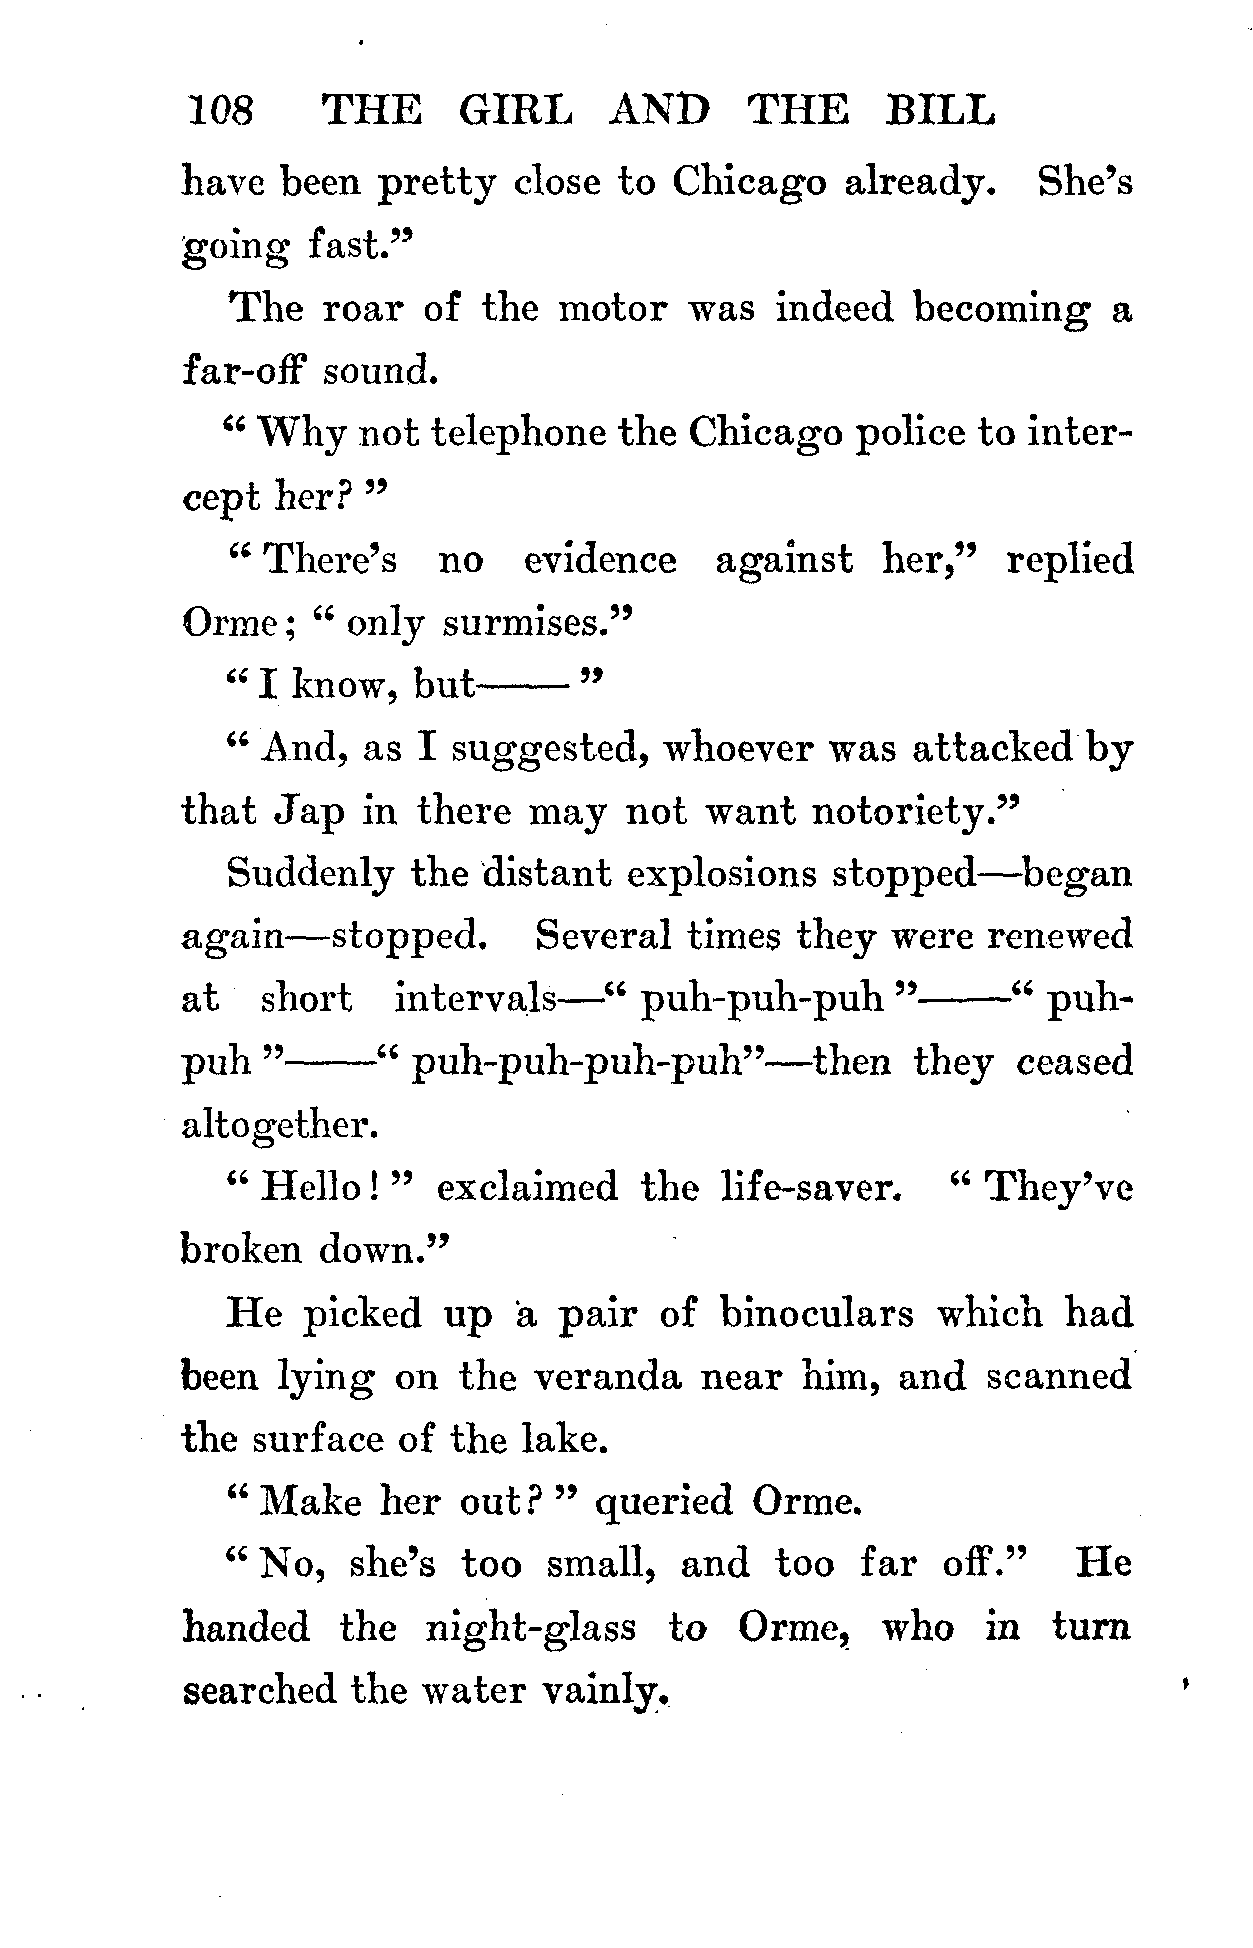 108 THE GIRL AND THE BILL
have been pretty close to Chicago already. She's
going fast."
The roar of the motor was indeed becoming a
far-off sound.
"Why not telephone the Chicago police to inter-
cept her?"
"There's no evidence against her," replied
Orme; "only surmises."
"I know, but——"
"And, as I suggested, whoever was attacked by
that Jap in there may not want notoriety."
Suddenly the distant explosions stopped—began
again—stopped. Several times they were renewed
at short intervals—"puh-puh-puh"——"puh-
puh"——"puh-puh-puh-puh"—then they ceased
altogether.
"Hello!" exclaimed the life-saver. "They've
broken down."
He picked up a pair of binoculars which had
been lying on the veranda near him, and scanned
the surface of the lake.
"Make her out?" queried Orme.
"No, she's too small, and too far off." He
handed the night-glass to Orme, who in turn
searched the water vainly.